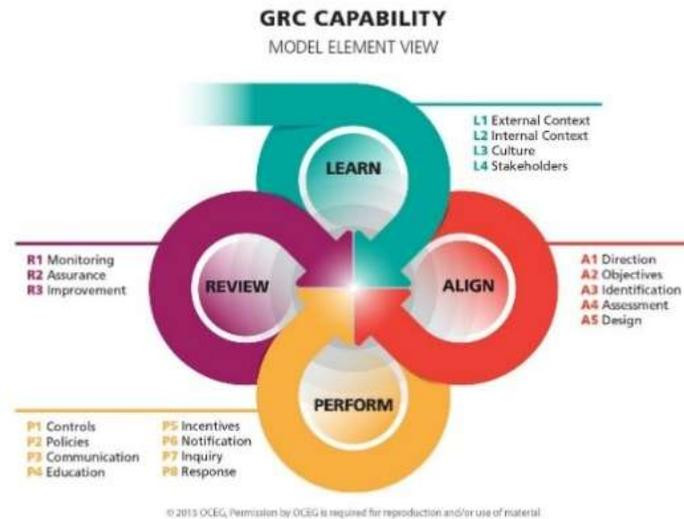 GRC CAPABILITY
MODEL ELEMENT VIEW
LEARN
L1 External Context
L2 Internal Context
L3 Culture
L4 Stakeholders
REVIEW
R1 Monitoring
R2 Assurance
R3 Improvement
ALIGN
A1 Direction
A2 Objectives
A3 Identification
A4 Assessment
A5 Design
PERFORM
P1 Controls
P2 Policies
P3 Communication
P4 Education
P5 Incentives
P6 Notification
P7 Inquiry
P8 Response
© 2015 OCEG, Permission by OCEG is required for reproduction and/or use of material